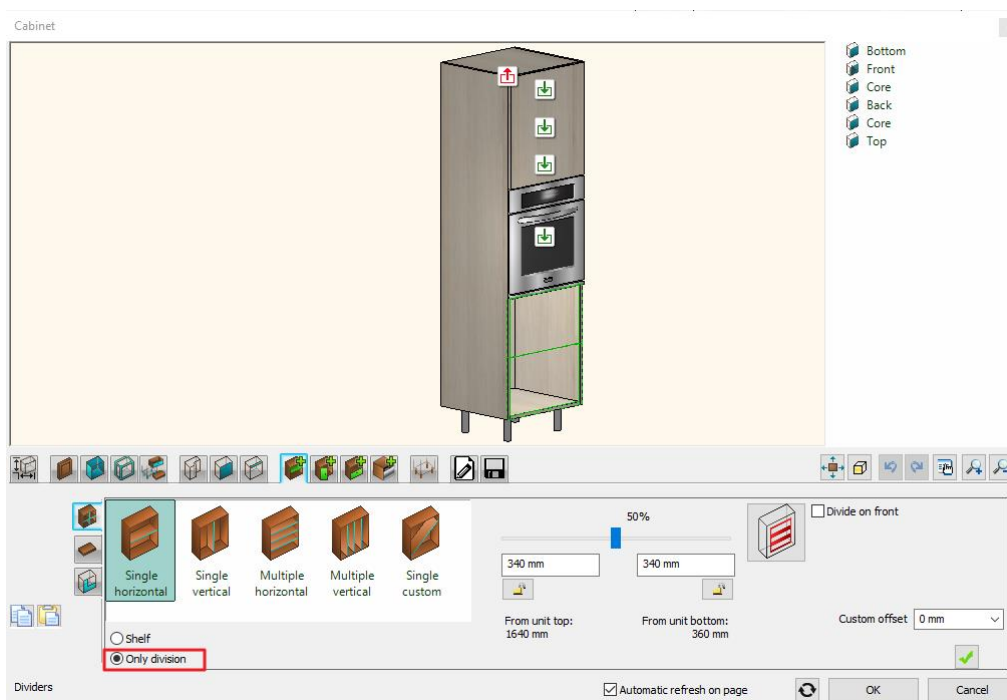 Cabinet
Bottom
Front
Core
Back
Core
Top
Single horizontal
Single vertical
Multiple horizontal
Multiple vertical
Single custom
Shelf
Only division
50%
340 mm
340 mm
From unit top:
1640 mm
From unit bottom:
360 mm
Divide on front
Custom offset
0 mm
Dividers
Automatic refresh on page
OK
Cancel